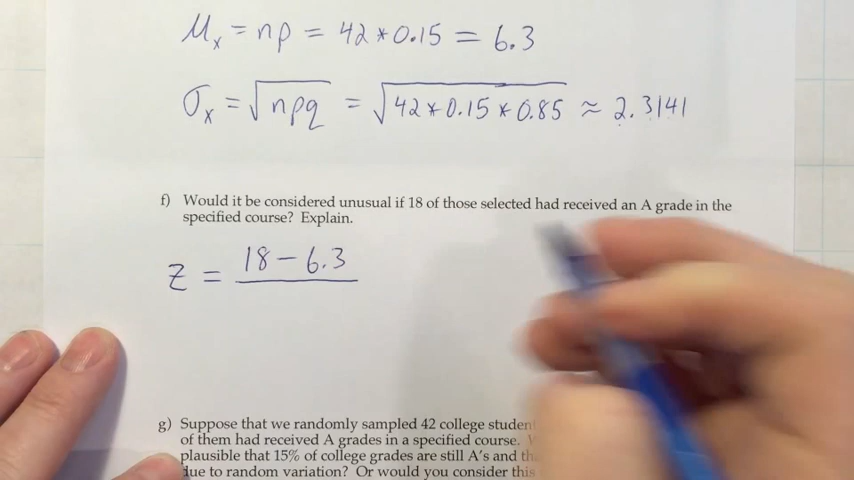 μₓ = np = 42 * 0.15 = 6.3
σₓ = √npq = √42 * 0.15 * 0.85 ≈ 2.3141
f) Would it be considered unusual if 18 of those selected had received an A grade in the
specified course? Explain.
z = 18 − 6.3
g) Suppose that we randomly sampled 42 college
of them had received A grades in a specified course.
plausible that 15% of college grades are still A's and
due to random variation? Or would you consider this